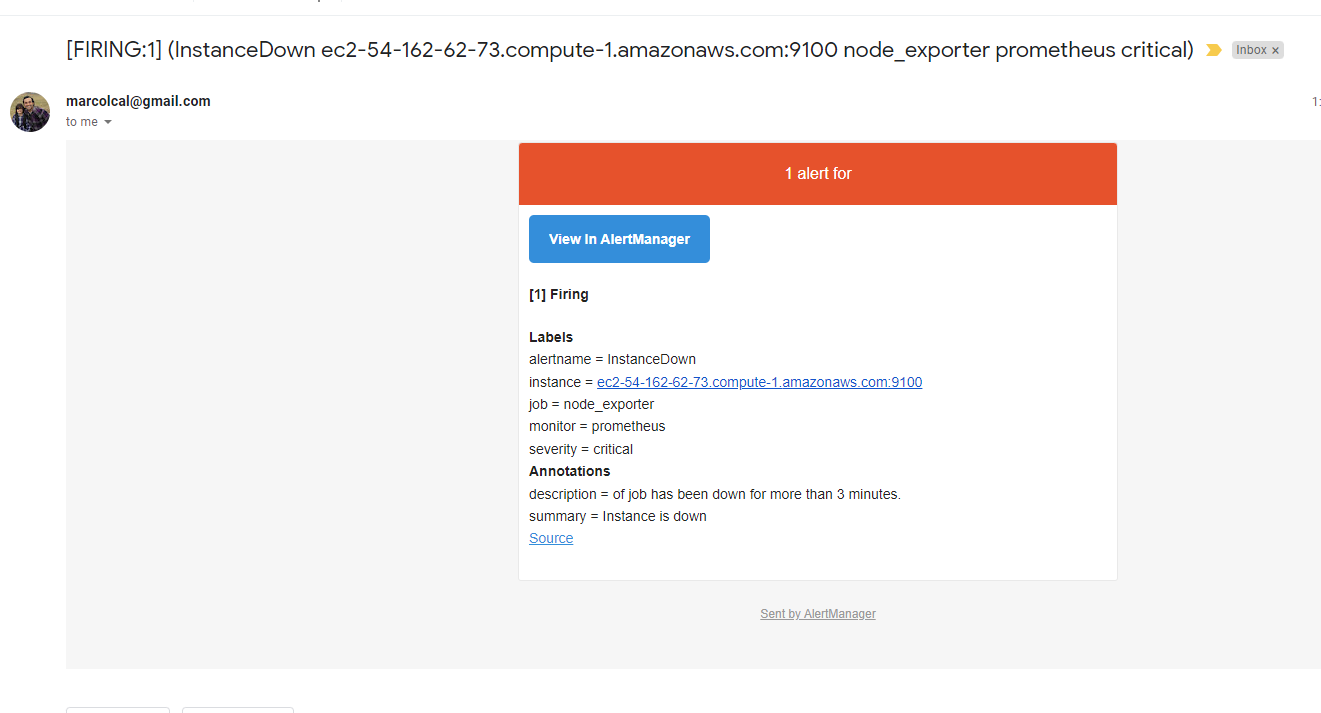 [FIRING:1] (InstanceDown ec2-54-162-62-73.compute-1.amazonaws.com:9100 node_exporter prometheus critical)
Inbox ×
marcolcal@gmail.com
1:
to me
1 alert for
View In AlertManager
[1] Firing
Labels
alertname = InstanceDown
instance = ec2-54-162-62-73.compute-1.amazonaws.com:9100
job = node_exporter
monitor = prometheus
severity = critical
Annotations
description = of job has been down for more than 3 minutes.
summary = Instance is down
Source
Sent by AlertManager